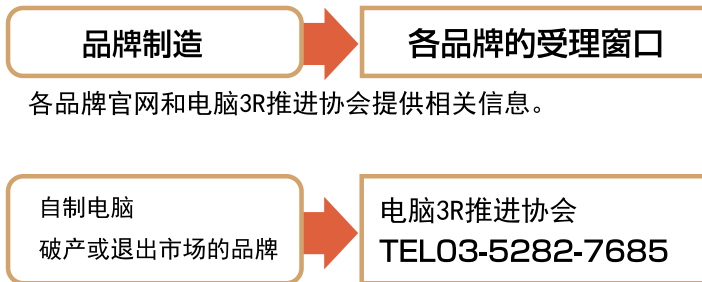 品牌制造
各品牌的受理窗口
各品牌官网和电脑3R推进协会提供相关信息。
自制电脑
破产或退出市场的品牌
电脑3R推进协会
TEL03-5282-7685